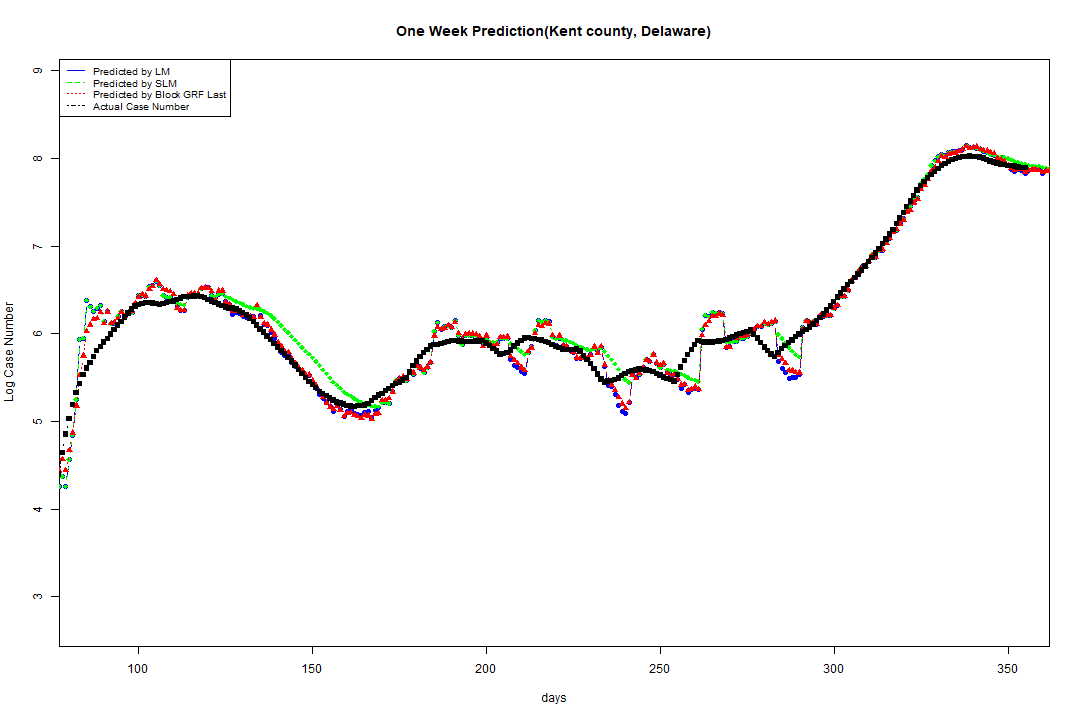 One Week Prediction(Kent county, Delaware)
Predicted by LM
Predicted by SLM
Predicted by Block GRF Last
Actual Case Number
9
8
7
6
5
4
3
Log Case Number
100 150 200 250 300 350
days